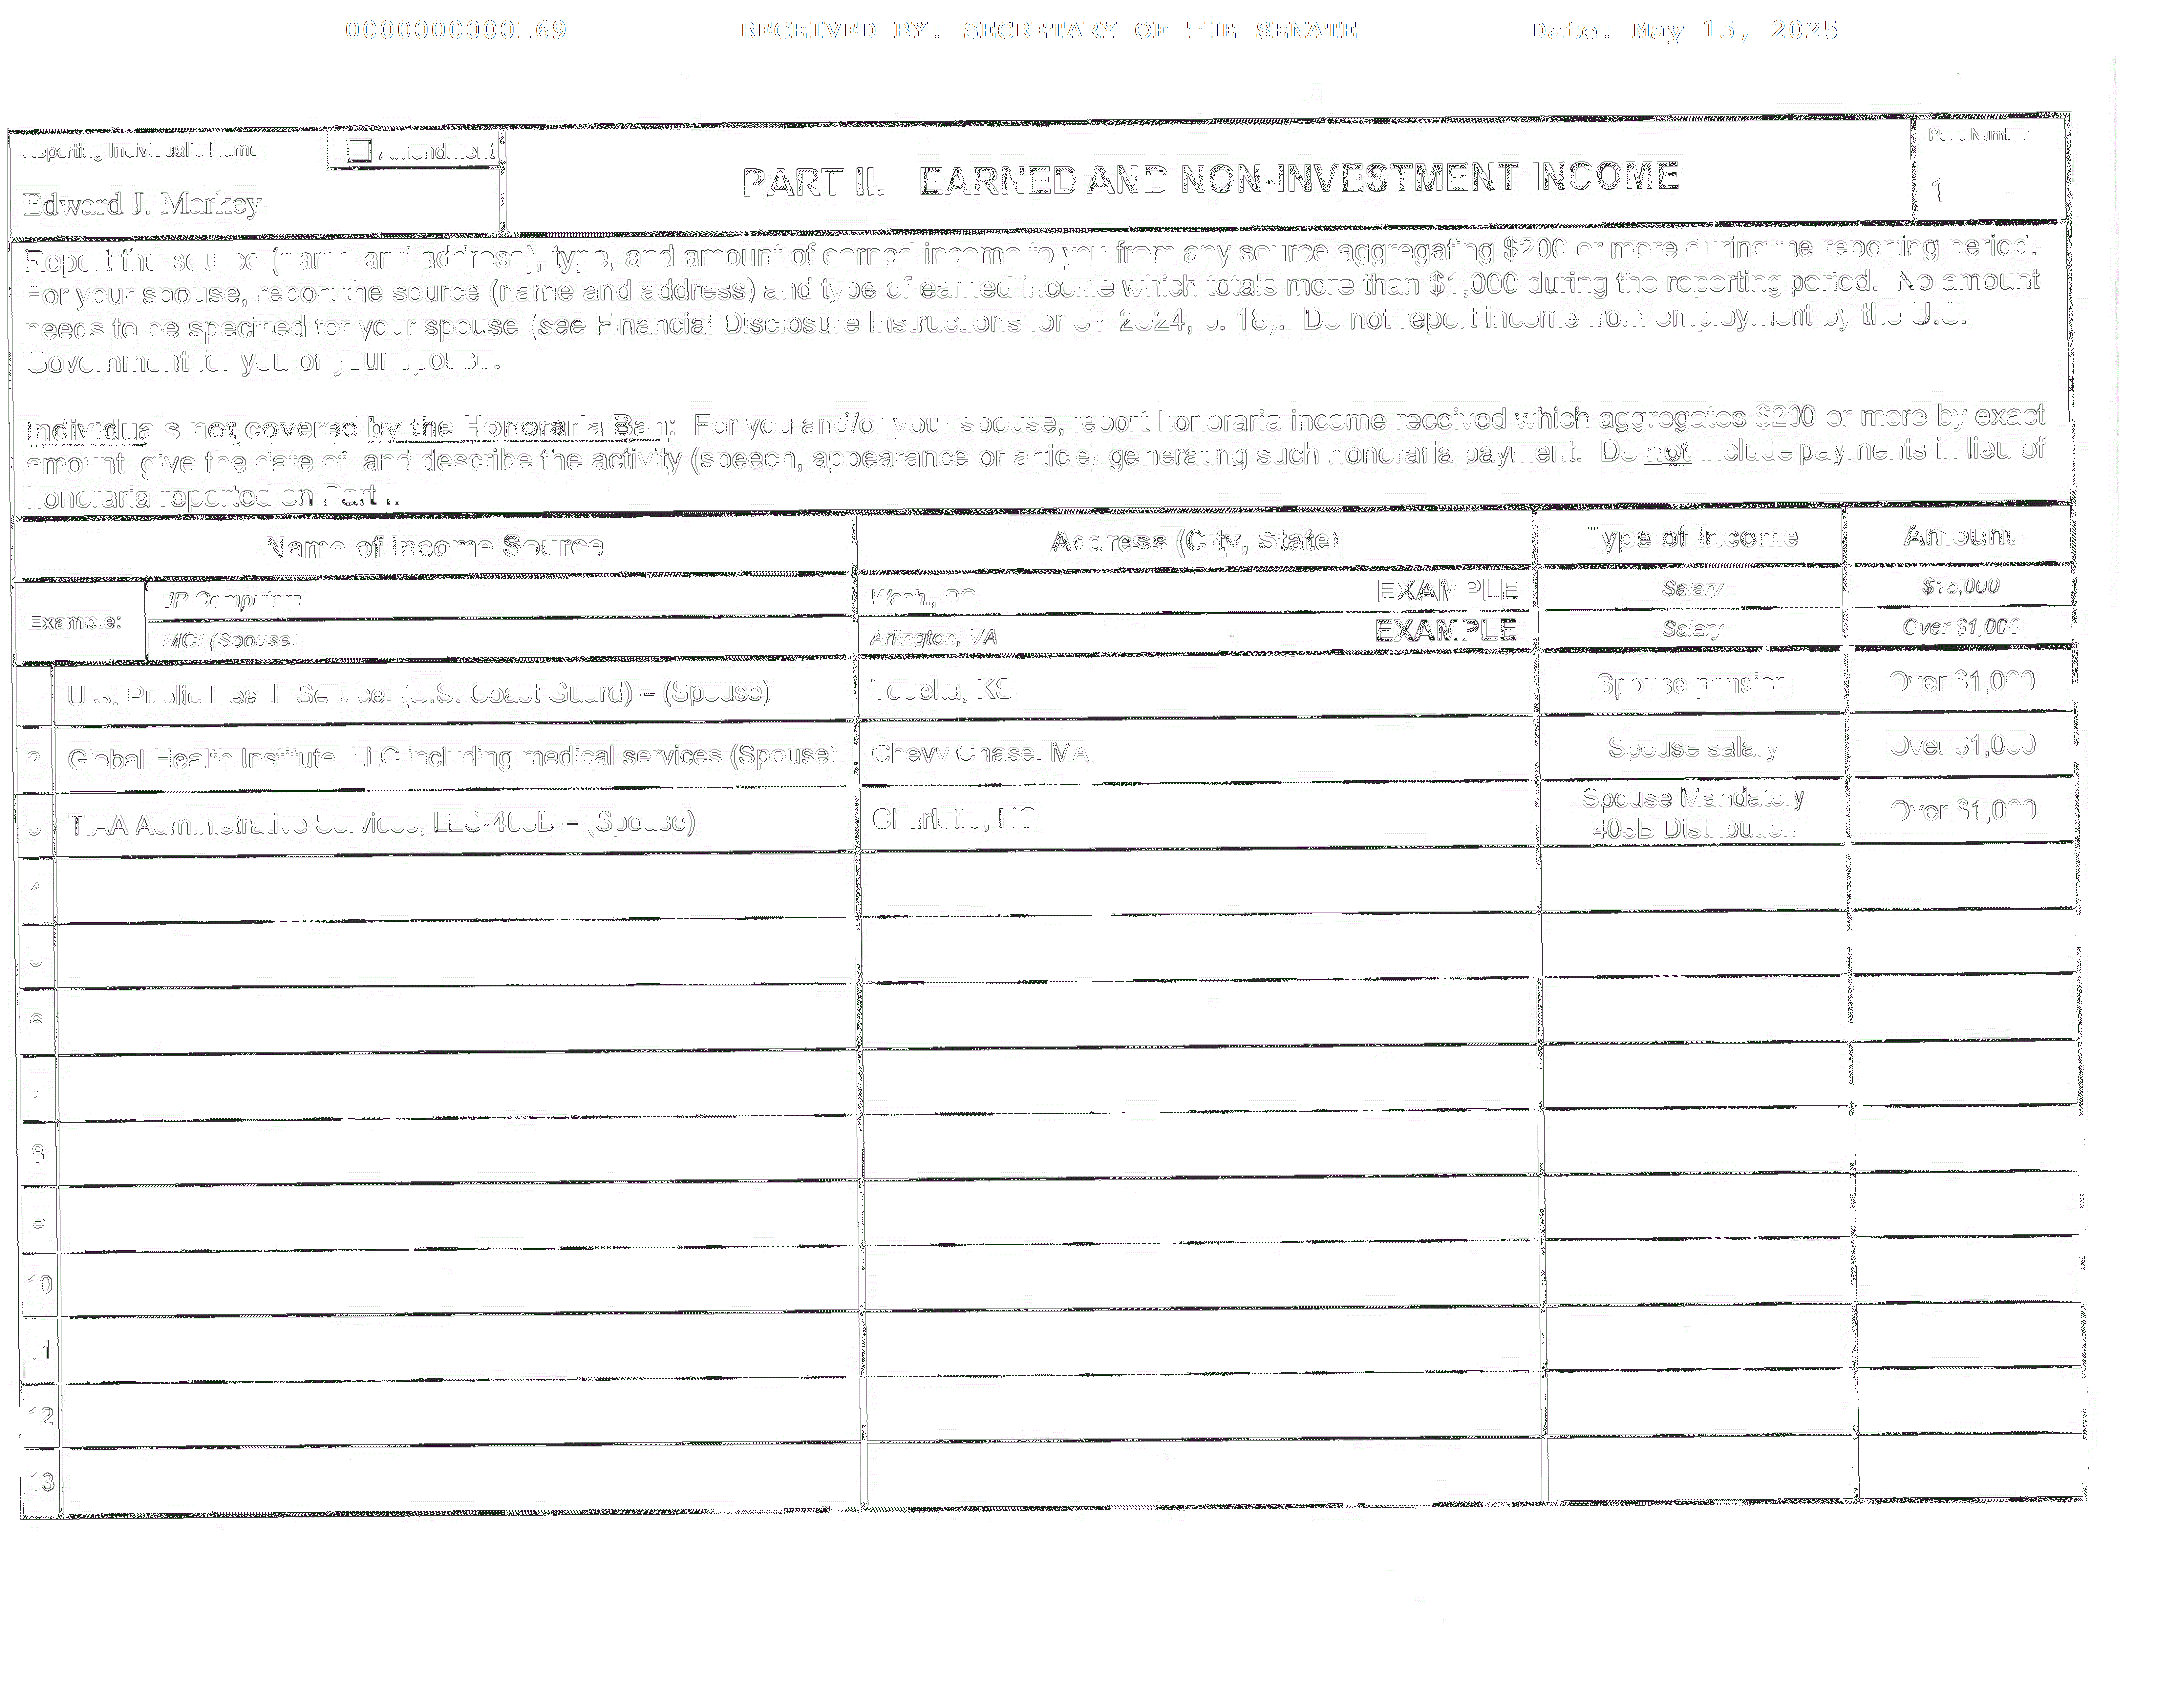 0000000000169 RECEIVED BY: SECRETARY OF THE SENATE Date: May 15, 2025
Reporting Individual's Name
Amendment
Edward J. Markey
PART II. EARNED AND NON-INVESTMENT INCOME
Page Number
1
Report the source (name and address), type, and amount of earned income to you from any source aggregating $200 or more during the reporting period.
For your spouse, report the source (name and address) and type of earned income which totals more than $1,000 during the reporting period. No amount
needs to be specified for your spouse (see Financial Disclosure Instructions for CY 2024, p. 18). Do not report income from employment by the U.S.
Government for you or your spouse.
Individuals not covered by the Honoraria Ban: For you and/or your spouse, report honoraria income received which aggregates $200 or more by exact
amount, give the date of, and describe the activity (speech, appearance or article) generating such honoraria payment. Do not include payments in lieu of
honoraria reported on Part I.
Name of Income Source Address (City, State) Type of Income Amount
Example:
JP Computers Wash., DC EXAMPLE Salary $15,000
MCI (Spouse) Arlington, VA EXAMPLE Salary Over $1,000
1 U.S. Public Health Service, (U.S. Coast Guard) – (Spouse) Topeka, KS Spouse pension Over $1,000
2 Global Health Institute, LLC including medical services (Spouse) Chevy Chase, MA Spouse salary Over $1,000
3 TIAA Administrative Services, LLC-403B – (Spouse) Charlotte, NC Spouse Mandatory
403B Distribution Over $1,000
4
5
6
7
8
9
10
11
12
13